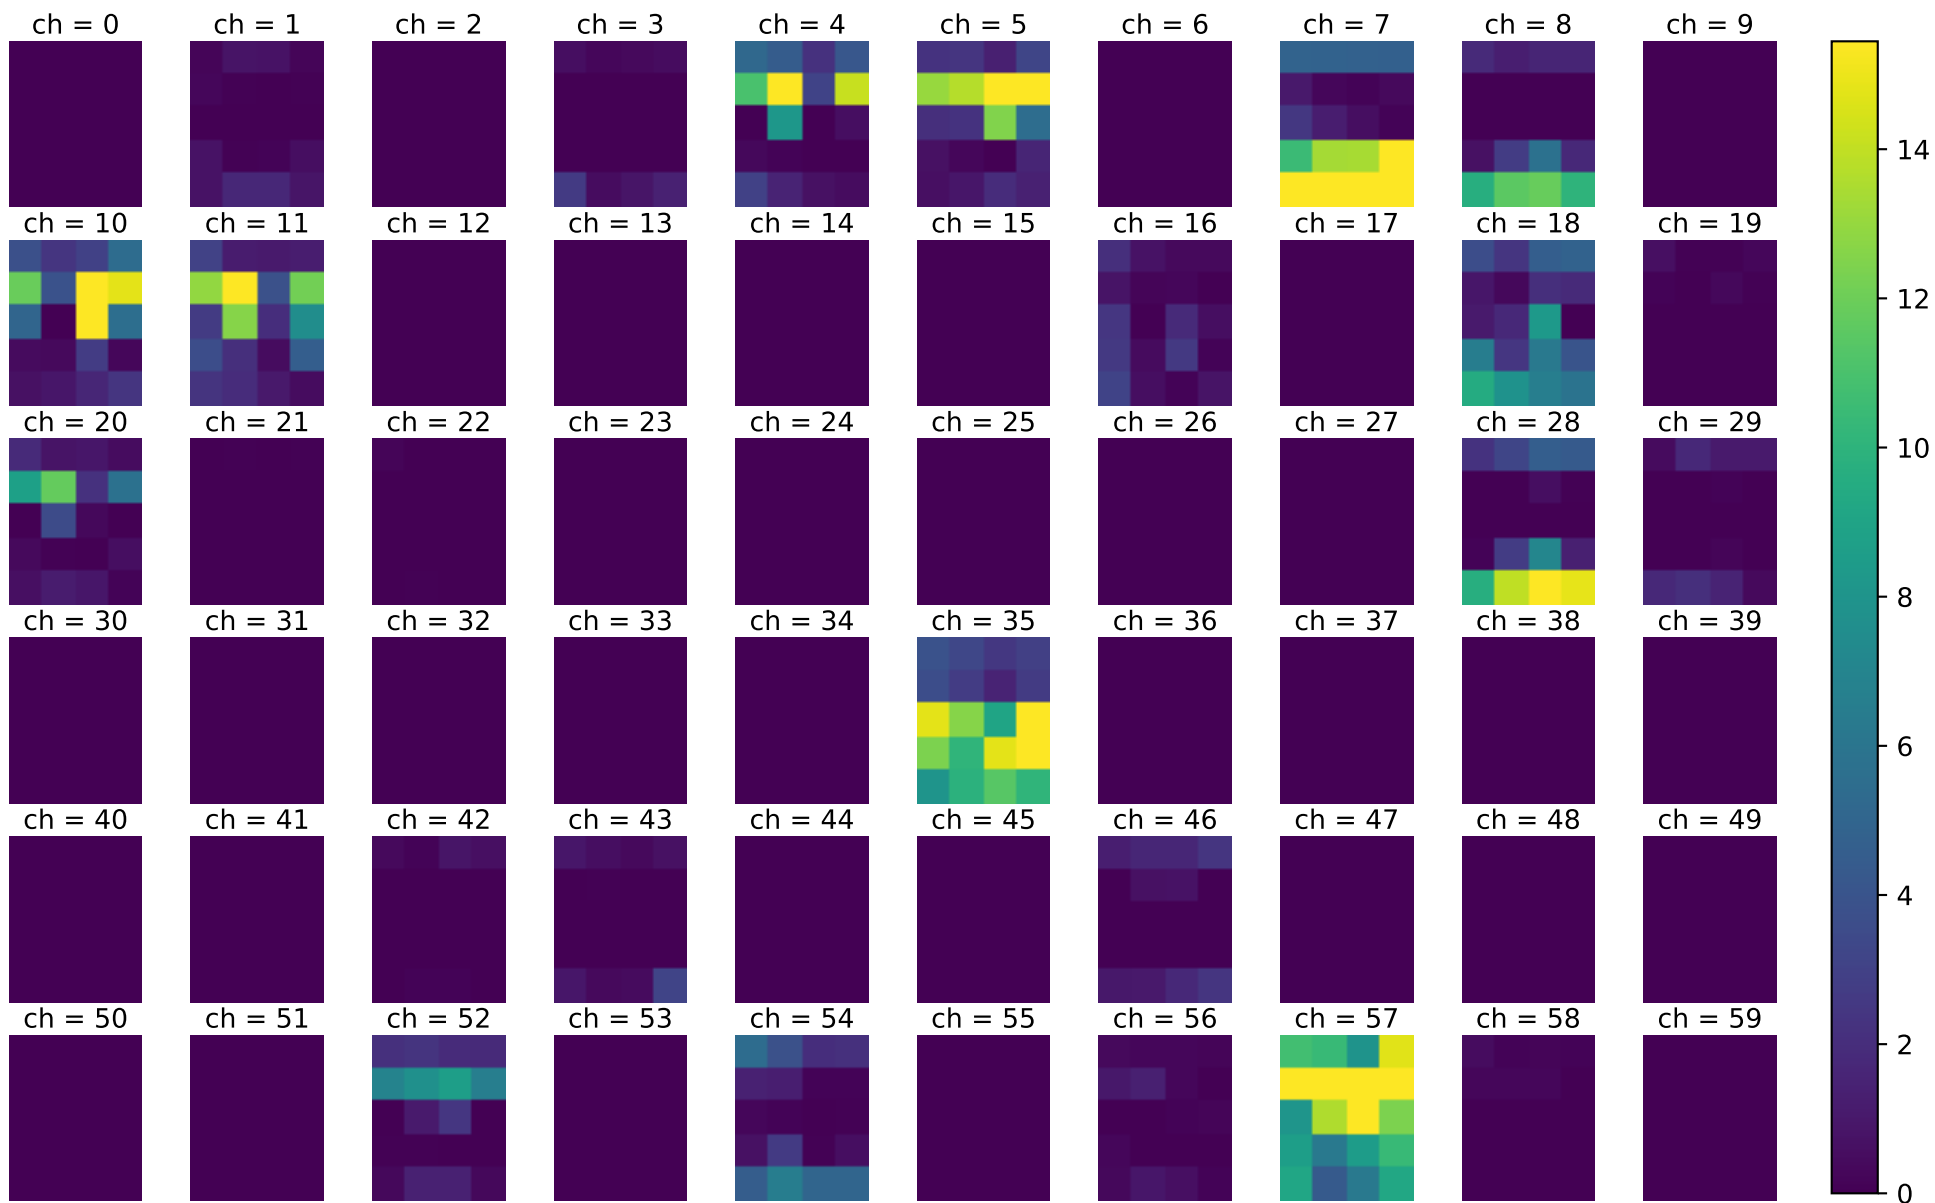 ch = 0 ch = 1 ch = 2 ch = 3 ch = 4 ch = 5 ch = 6 ch = 7 ch = 8 ch = 9
ch = 10 ch = 11 ch = 12 ch = 13 ch = 14 ch = 15 ch = 16 ch = 17 ch = 18 ch = 19
ch = 20 ch = 21 ch = 22 ch = 23 ch = 24 ch = 25 ch = 26 ch = 27 ch = 28 ch = 29
ch = 30 ch = 31 ch = 32 ch = 33 ch = 34 ch = 35 ch = 36 ch = 37 ch = 38 ch = 39
ch = 40 ch = 41 ch = 42 ch = 43 ch = 44 ch = 45 ch = 46 ch = 47 ch = 48 ch = 49
ch = 50 ch = 51 ch = 52 ch = 53 ch = 54 ch = 55 ch = 56 ch = 57 ch = 58 ch = 59
14
12
10
8
6
4
2
0